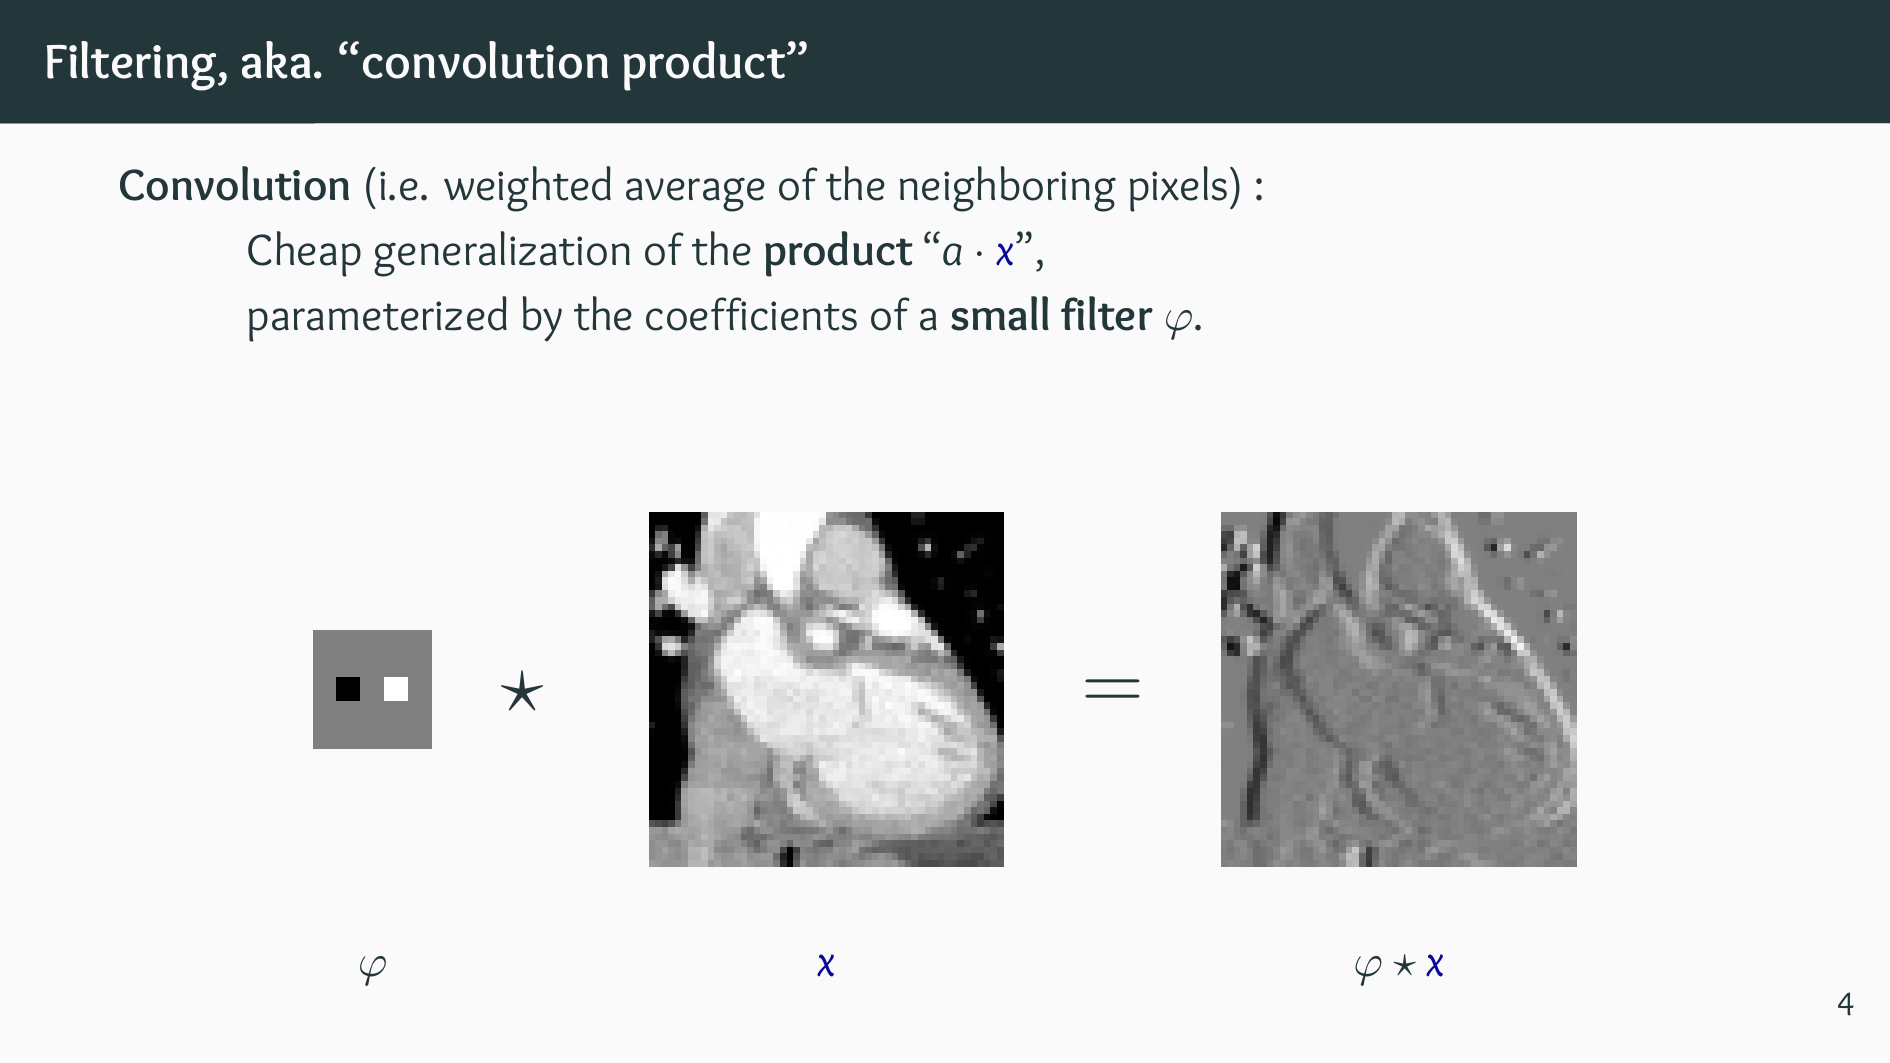 Filtering, aka. “convolution product”
Convolution (i.e. weighted average of the neighboring pixels) :
Cheap generalization of the product “a · x”,
parameterized by the coefficients of a small filter φ.
⋆ =
φ x φ ⋆ x
4